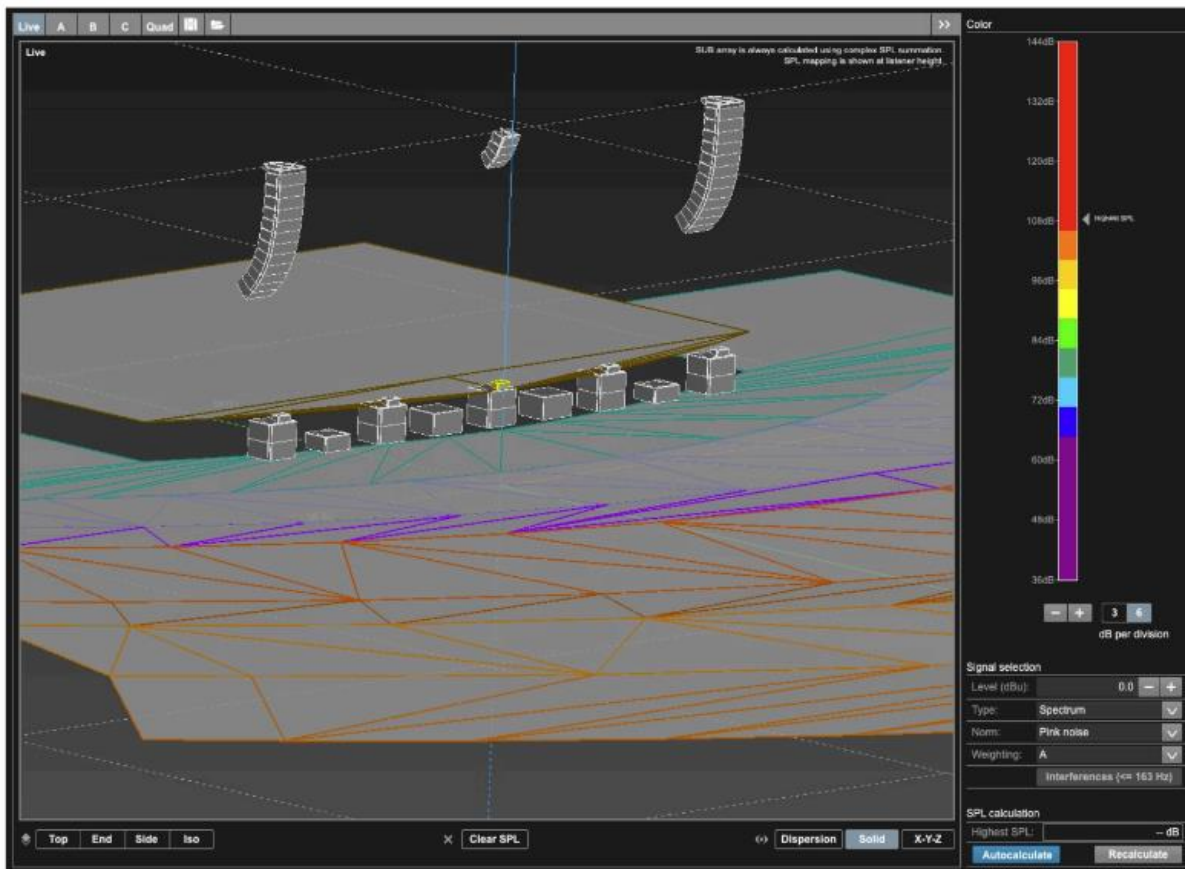 Live A B C Quad >>
Live
SUB array is always calculated using complex SPL summation.
SPL mapping is shown at listener height.
Color
144dB
132dB
120dB
108dB
Highest SPL
96dB
84dB
72dB
60dB
48dB
36dB
− + 3 6
dB per division
Signal selection
Level (dBu): 0.0 − +
Type: Spectrum
Norm: Pink noise
Weighting: A
Interferences (<= 163 Hz)
SPL calculation
Highest SPL: -- dB
Autocalculate Recalculate
Top End Side Iso Clear SPL Dispersion Solid X-Y-Z